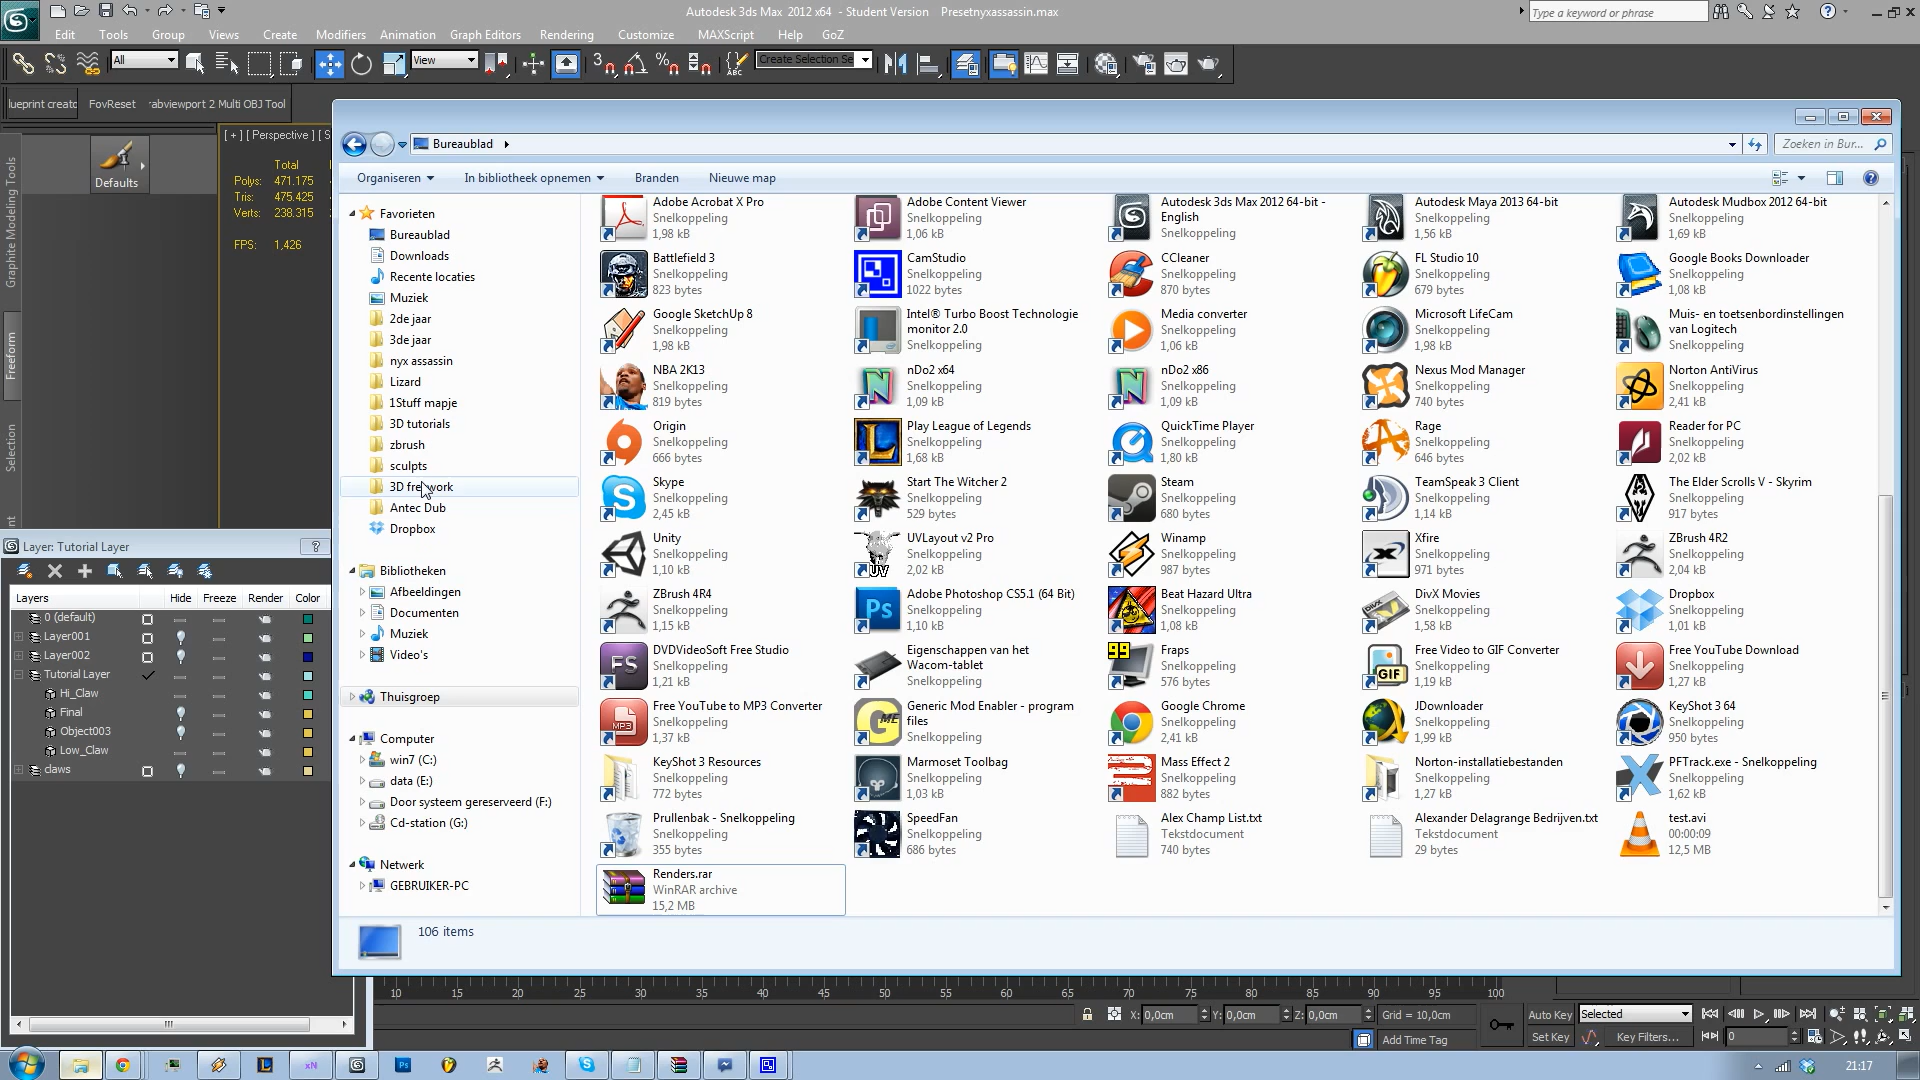 Autodesk 3ds Max 2012 x64 - Student Version Presetnyxassassin.max
Type a keyword or phrase
Edit Tools Group Views Create Modifiers Animation Graph Editors Rendering Customize MAXScript Help GoZ
All View Create Selection Se
lueprint creato FovReset rabviewport 2 Multi OBJ Tool
[ + ] [ Perspective ] [ S
Defaults
Total
Polys: 471.175
Tris: 475.425
Verts: 238.315
FPS: 1,426
Graphite Modeling Tools
Freeform
Selection
Bureaublad
Zoeken in Bur...
Organiseren In bibliotheek opnemen Branden Nieuwe map
Favorieten
Bureaublad
Downloads
Recente locaties
Muziek
2de jaar
3de jaar
nyx assassin
Lizard
1Stuff mapje
3D tutorials
zbrush
sculpts
Antec Dub
Dropbox
Bibliotheken
Afbeeldingen
Documenten
Muziek
Video's
Thuisgroep
Computer
win7 (C:)
data (E:)
Door systeem gereserveerd (F:)
Cd-station (G:)
Netwerk
GEBRUIKER-PC
Adobe Acrobat X Pro
Snelkoppeling
1,98 kB
Adobe Content Viewer
Snelkoppeling
1,06 kB
Autodesk 3ds Max 2012 64-bit -
English
Snelkoppeling
Autodesk Maya 2013 64-bit
Snelkoppeling
1,56 kB
Autodesk Mudbox 2012 64-bit
Snelkoppeling
1,69 kB
Battlefield 3
Snelkoppeling
823 bytes
CamStudio
Snelkoppeling
1022 bytes
CCleaner
Snelkoppeling
870 bytes
FL Studio 10
Snelkoppeling
679 bytes
Google Books Downloader
Snelkoppeling
1,08 kB
Google SketchUp 8
Snelkoppeling
1,98 kB
Intel® Turbo Boost Technologie
monitor 2.0
Snelkoppeling
Media converter
Snelkoppeling
1,06 kB
Microsoft LifeCam
Snelkoppeling
1,98 kB
Muis- en toetsenbordinstellingen
van Logitech
Snelkoppeling
NBA 2K13
Snelkoppeling
819 bytes
nDo2 x64
Snelkoppeling
1,09 kB
nDo2 x86
Snelkoppeling
1,09 kB
Nexus Mod Manager
Snelkoppeling
740 bytes
Norton AntiVirus
Snelkoppeling
2,41 kB
Origin
Snelkoppeling
666 bytes
Play League of Legends
Snelkoppeling
1,68 kB
QuickTime Player
Snelkoppeling
1,80 kB
Rage
Snelkoppeling
646 bytes
Reader for PC
Snelkoppeling
2,02 kB
Skype
Snelkoppeling
2,45 kB
Start The Witcher 2
Snelkoppeling
529 bytes
Steam
Snelkoppeling
680 bytes
TeamSpeak 3 Client
Snelkoppeling
1,14 kB
The Elder Scrolls V - Skyrim
Snelkoppeling
917 bytes
Unity
Snelkoppeling
1,10 kB
UVLayout v2 Pro
Snelkoppeling
2,02 kB
Winamp
Snelkoppeling
987 bytes
Xfire
Snelkoppeling
971 bytes
ZBrush 4R2
Snelkoppeling
2,04 kB
ZBrush 4R4
Snelkoppeling
1,15 kB
Adobe Photoshop CS5.1 (64 Bit)
Snelkoppeling
1,10 kB
Beat Hazard Ultra
Snelkoppeling
1,08 kB
DivX Movies
Snelkoppeling
1,58 kB
Dropbox
Snelkoppeling
1,01 kB
DVDVideoSoft Free Studio
Snelkoppeling
1,21 kB
Eigenschappen van het
Wacom-tablet
Snelkoppeling
Fraps
Snelkoppeling
576 bytes
Free Video to GIF Converter
Snelkoppeling
1,19 kB
Free YouTube Download
Snelkoppeling
1,27 kB
Free YouTube to MP3 Converter
Snelkoppeling
1,37 kB
Generic Mod Enabler - program
files
Snelkoppeling
Google Chrome
Snelkoppeling
2,41 kB
JDownloader
Snelkoppeling
1,99 kB
KeyShot 3 64
Snelkoppeling
950 bytes
KeyShot 3 Resources
Snelkoppeling
772 bytes
Marmoset Toolbag
Snelkoppeling
1,03 kB
Mass Effect 2
Snelkoppeling
882 bytes
Norton-installatiebestanden
Snelkoppeling
1,27 kB
PFTrack.exe - Snelkoppeling
Snelkoppeling
1,62 kB
Prullenbak - Snelkoppeling
Snelkoppeling
355 bytes
SpeedFan
Snelkoppeling
686 bytes
Alex Champ List.txt
Tekstdocument
740 bytes
Alexander Delagrange Bedrijven.txt
Tekstdocument
29 bytes
test.avi
00:00:09
12,5 MB
Renders.rar
WinRAR archive
15,2 MB
106 items
Layer: Tutorial Layer
Layers Hide Freeze Render Color
0 (default)
Layer001
Layer002
Tutorial Layer
Hi_Claw
Final
Object003
Low_Claw
claws
10 15 20 25 30 35 40 45 50 55 60 65 70 75 80 85 90 95 100
X: 0,0cm Y: 0,0cm Z: 0,0cm Grid = 10,0cm Auto Key Selected
Add Time Tag Set Key Key Filters... 0
21:17